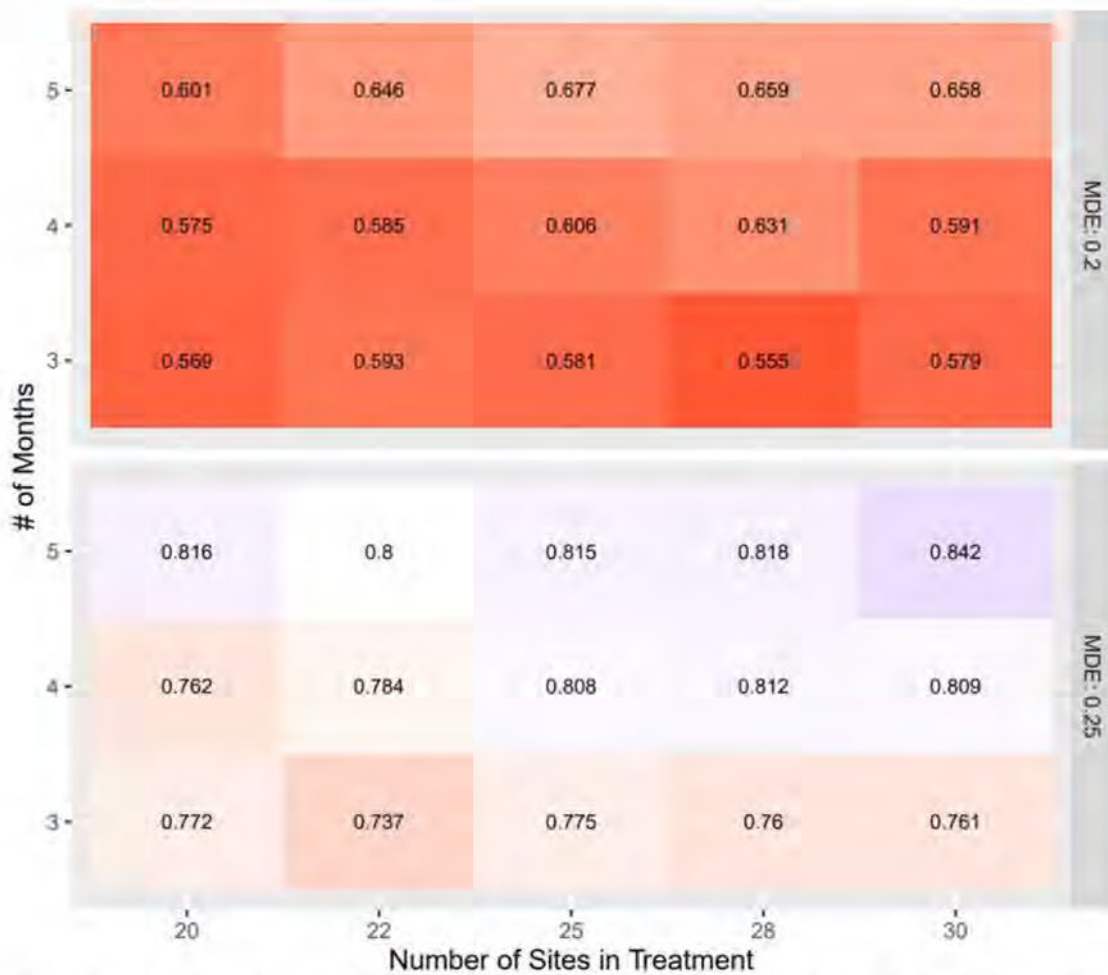 5
0.601 0.646 0.677 0.659 0.658
4
0.575 0.585 0.606 0.631 0.591
3
0.569 0.593 0.581 0.555 0.579
MDE: 0.2
# of Months
5
0.816 0.8 0.815 0.818 0.842
4
0.762 0.784 0.808 0.812 0.809
3
0.772 0.737 0.775 0.76 0.761
MDE: 0.25
20 22 25 28 30
Number of Sites in Treatment